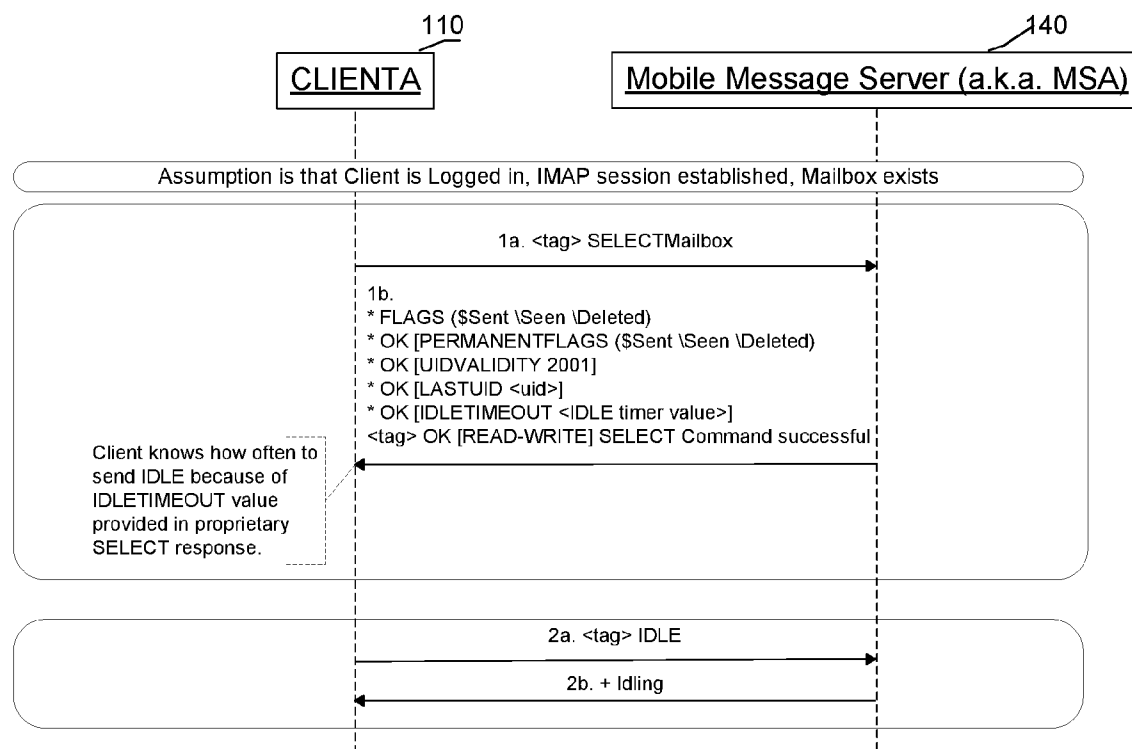 110
140
CLIENTA
Mobile Message Server (a.k.a. MSA)
Assumption is that Client is Logged in, IMAP session established, Mailbox exists
1a. <tag> SELECTMailbox
1b.
* FLAGS ($Sent \Seen \Deleted)
* OK [PERMANENTFLAGS ($Sent \Seen \Deleted)
* OK [UIDVALIDITY 2001]
* OK [LASTUID <uid>]
* OK [IDLETIMEOUT <IDLE timer value>]
<tag> OK [READ-WRITE] SELECT Command successful
Client knows how often to
send IDLE because of
IDLETIMEOUT value
provided in proprietary
SELECT response.
2a. <tag> IDLE
2b. + Idling